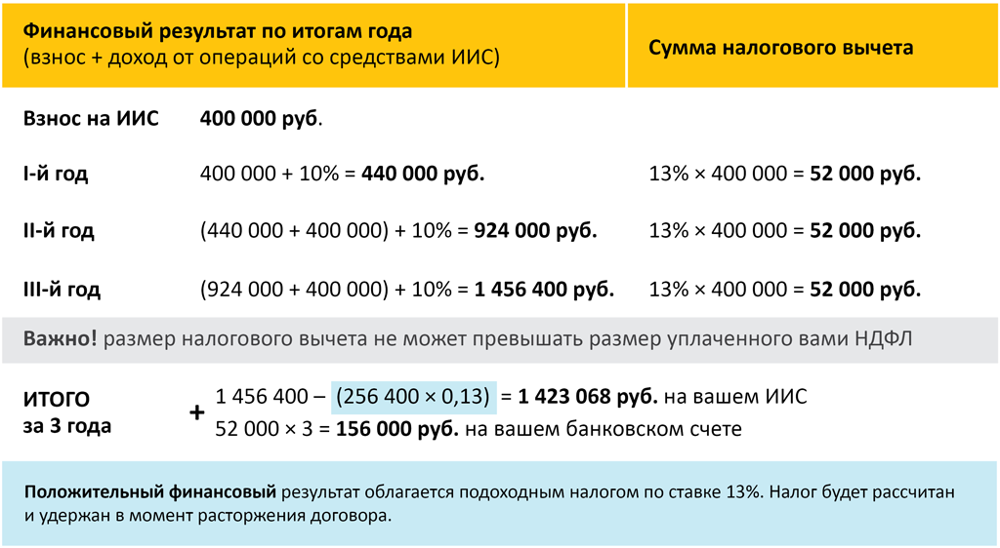 Финансовый результат по итогам года
(взнос + доход от операций со средствами ИИС)
Сумма налогового вычета
Взнос на ИИС 400 000 руб.
I-й год 400 000 + 10% = 440 000 руб. 13% × 400 000 = 52 000 руб.
II-й год (440 000 + 400 000) + 10% = 924 000 руб. 13% × 400 000 = 52 000 руб.
III-й год (924 000 + 400 000) + 10% = 1 456 400 руб. 13% × 400 000 = 52 000 руб.
Важно! размер налогового вычета не может превышать размер уплаченного вами НДФЛ
ИТОГО
за 3 года
+
1 456 400 – (256 400 × 0,13) = 1 423 068 руб. на вашем ИИС
52 000 × 3 = 156 000 руб. на вашем банковском счете
Положительный финансовый результат облагается подоходным налогом по ставке 13%. Налог будет рассчитан
и удержан в момент расторжения договора.